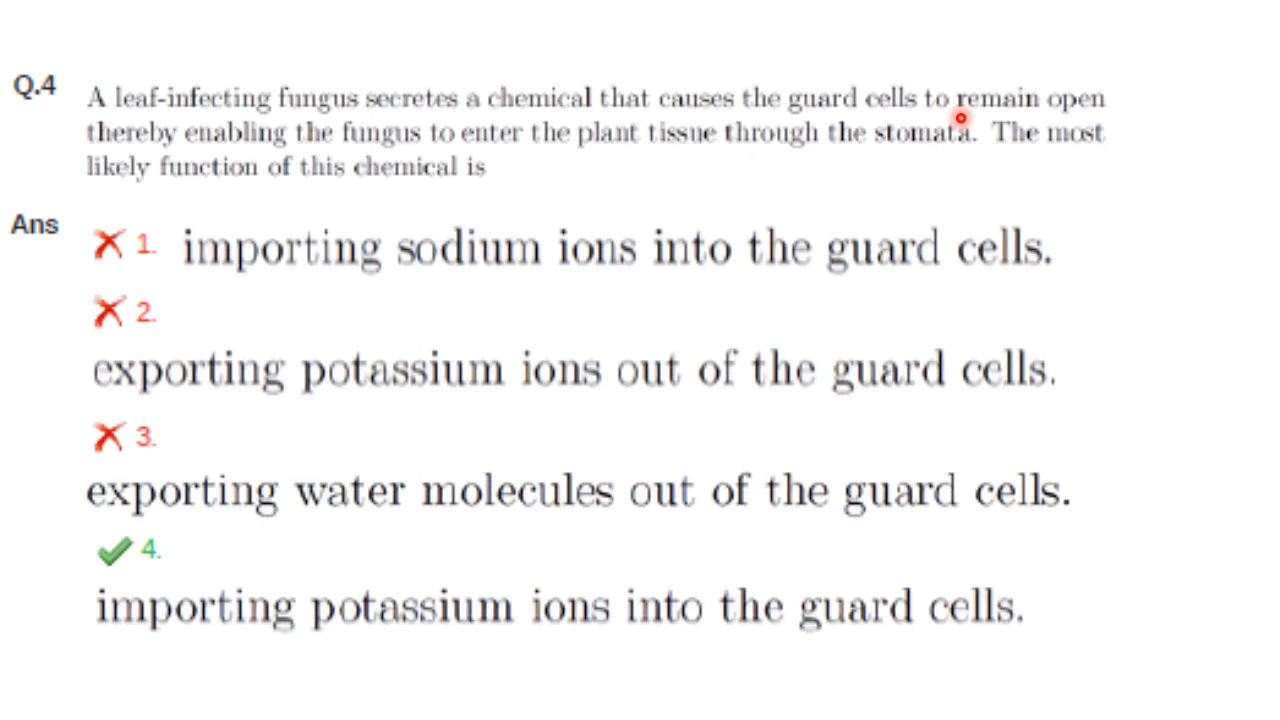 Q.4 A leaf-infecting fungus secretes a chemical that causes the guard cells to remain open
thereby enabling the fungus to enter the plant tissue through the stomata. The most
likely function of this chemical is
Ans 1. importing sodium ions into the guard cells.
2.
exporting potassium ions out of the guard cells.
3.
exporting water molecules out of the guard cells.
4.
importing potassium ions into the guard cells.